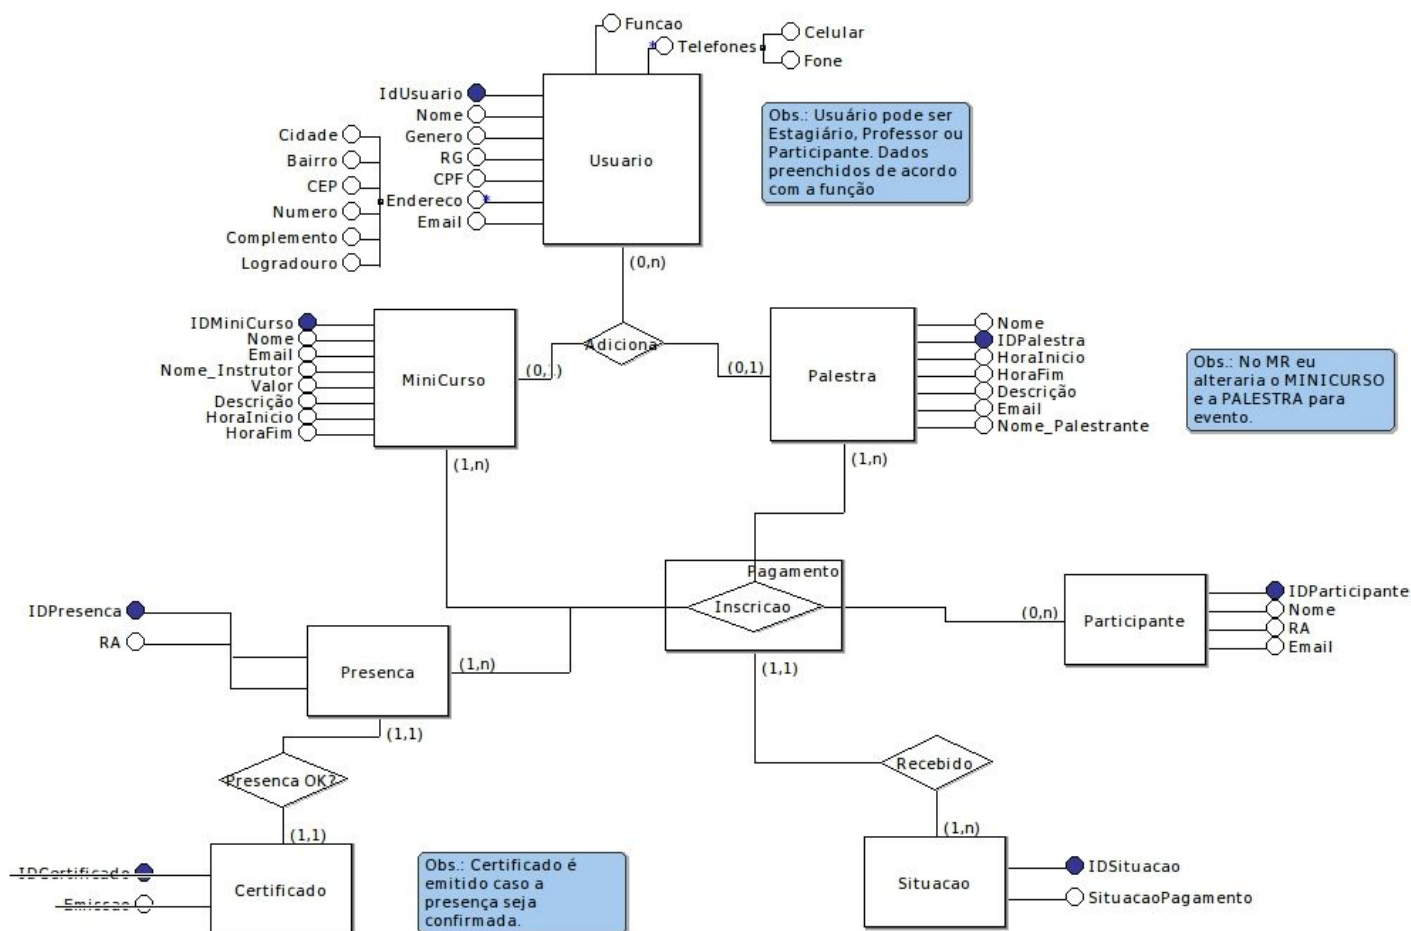 Funcao
Telefones
Celular
Fone
IdUsuario
Nome
Genero
RG
CPF
Endereco
Email
Cidade
Bairro
CEP
Numero
Complemento
Logradouro
Usuario
Obs.: Usuário pode ser
Estagiário, Professor ou
Participante. Dados
preenchidos de acordo
com a função
(0,n)
IDMiniCurso
Nome
Email
Nome_Instrutor
Valor
Descrição
HoraInicio
HoraFim
MiniCurso
(0,1)
Adiciona
(0,1)
Palestra
Nome
IDPalestra
HoraInicio
HoraFim
Descrição
Email
Nome_Palestrante
Obs.: No MR eu
alteraria o MINICURSO
e a PALESTRA para
evento.
(1,n)
(1,n)
Pagamento
Inscricao
(0,n)
Participante
IDParticipante
Nome
RA
Email
IDPresenca
RA
Presenca
(1,n)
(1,1)
(1,1)
Presenca OK?
Recebido
(1,1)
(1,n)
IDCertificado
Emissao
Certificado
Obs.: Certificado é
emitido caso a
presença seja
confirmada.
Situacao
IDSituacao
SituacaoPagamento